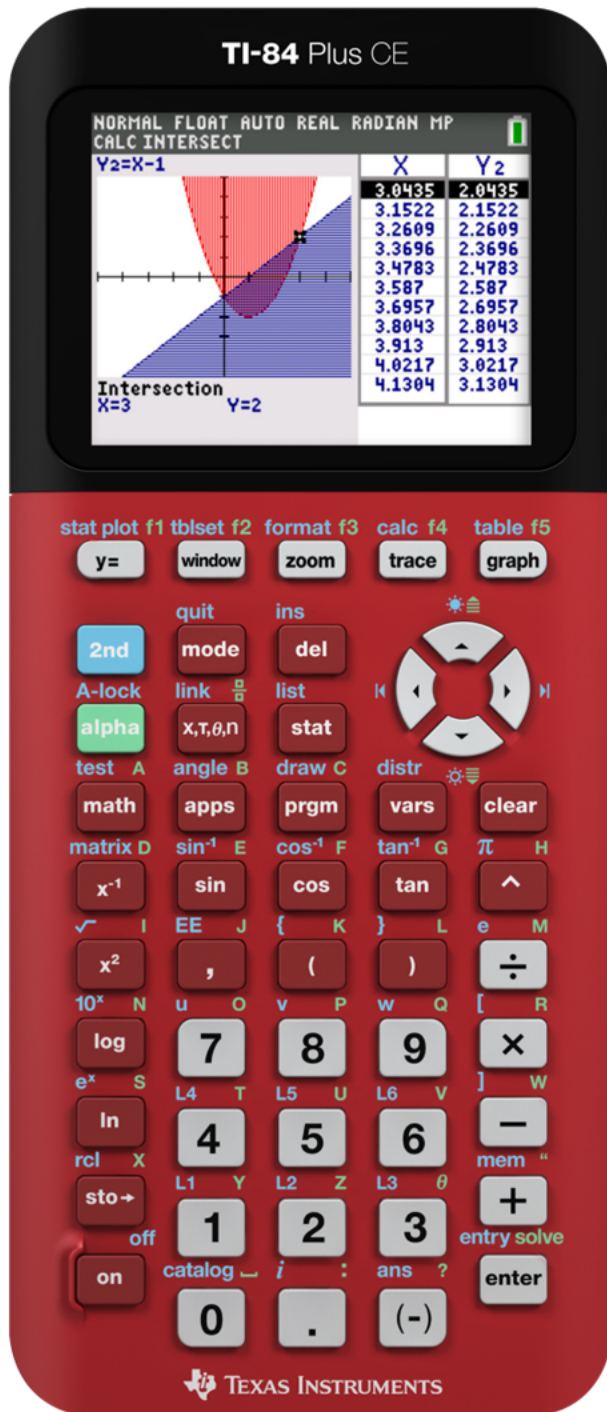 TI-84 Plus CE
NORMAL FLOAT AUTO REAL RADIAN MP
CALC INTERSECT
Y₂=X-1
X Y₂
3.0435 2.0435
3.1522 2.1522
3.2609 2.2609
3.3696 2.3696
3.4783 2.4783
3.587 2.587
3.6957 2.6957
3.8043 2.8043
3.913 2.913
4.0217 3.0217
4.1304 3.1304
Intersection
X=3 Y=2
stat plot f1 tblset f2 format f3 calc f4 table f5
y= window zoom trace graph
quit ins
2nd mode del
A-lock link list
alpha X,T,θ,n stat
test A angle B draw C distr
math apps prgm vars clear
matrix D sin⁻¹ E cos⁻¹ F tan⁻¹ G π H
x⁻¹ sin cos tan ^
√ I EE J { K } L e M
x² , ( ) ÷
10ˣ N u O v P w Q [ R
log 7 8 9 ×
eˣ S L4 T L5 U L6 V ] W
ln 4 5 6 −
rcl X L1 Y L2 Z L3 θ mem "
sto→ 1 2 3 +
off catalog ⎵ i : ans ? entry solve
on 0 . (-) enter
TEXAS INSTRUMENTS